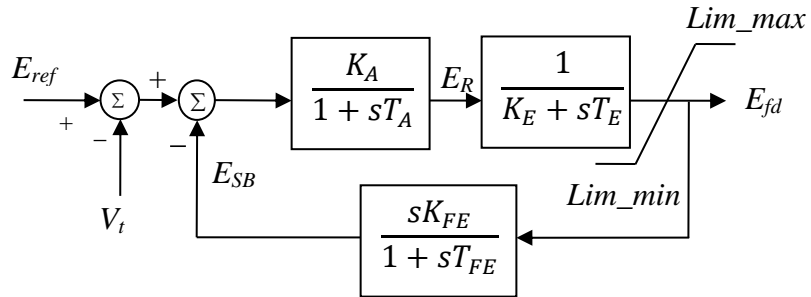 Lim_max
E_ref
+
Σ
−
+
Σ
−
K_A
1 + sT_A
E_R
1
K_E + sT_E
E_fd
E_SB
Lim_min
V_t
sK_FE
1 + sT_FE